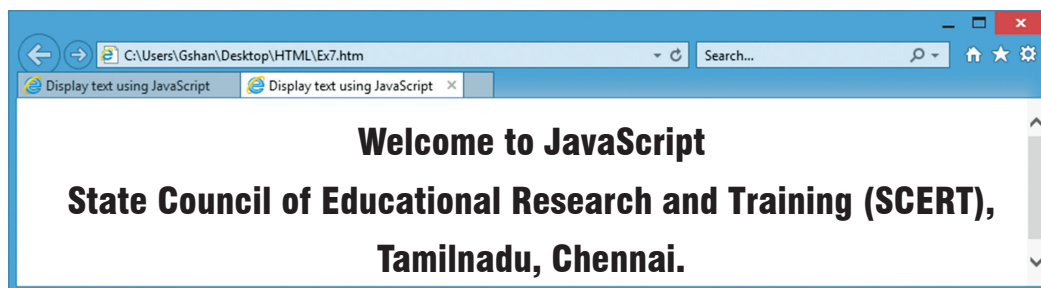 C:\Users\Gshan\Desktop\HTML\Ex7.htm
Search...
Display text using JavaScript
Display text using JavaScript
Welcome to JavaScript
State Council of Educational Research and Training (SCERT),
Tamilnadu, Chennai.